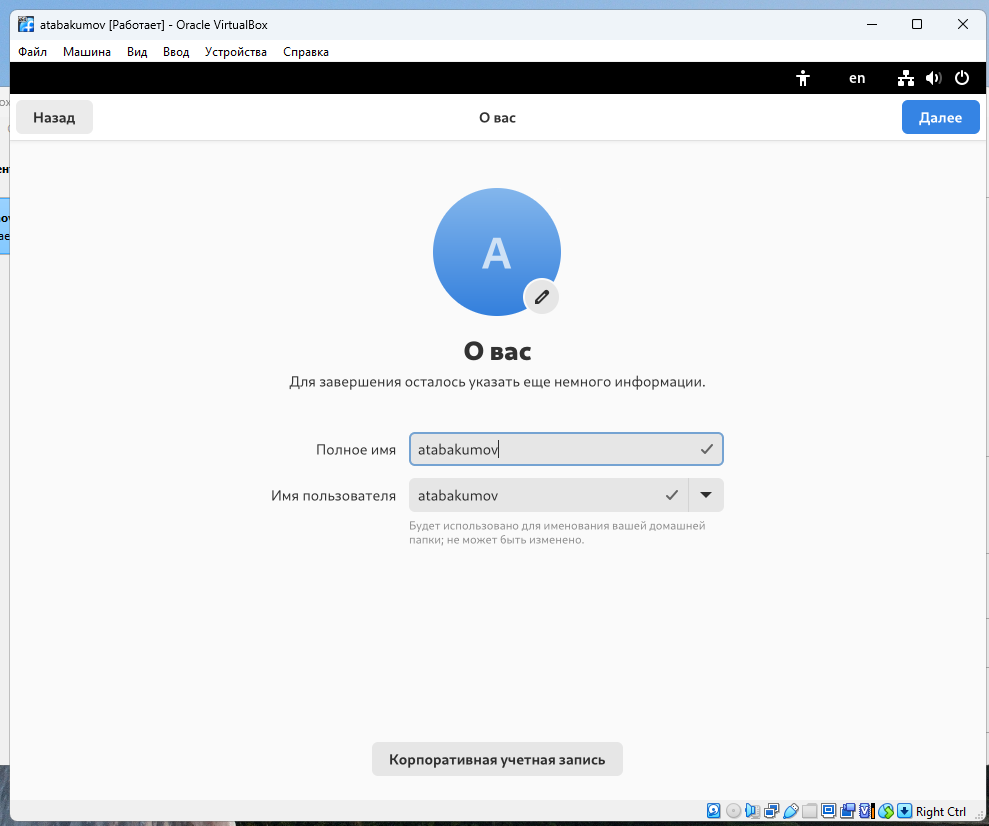 atabakumov [Работает] - Oracle VirtualBox
Файл Машина Вид Ввод Устройства Справка
en
Назад О вас Далее
A
О вас
Для завершения осталось указать еще немного информации.
Полное имя atabakumov
Имя пользователя atabakumov
Будет использовано для именования вашей домашней
папки; не может быть изменено.
Корпоративная учетная запись
Right Ctrl